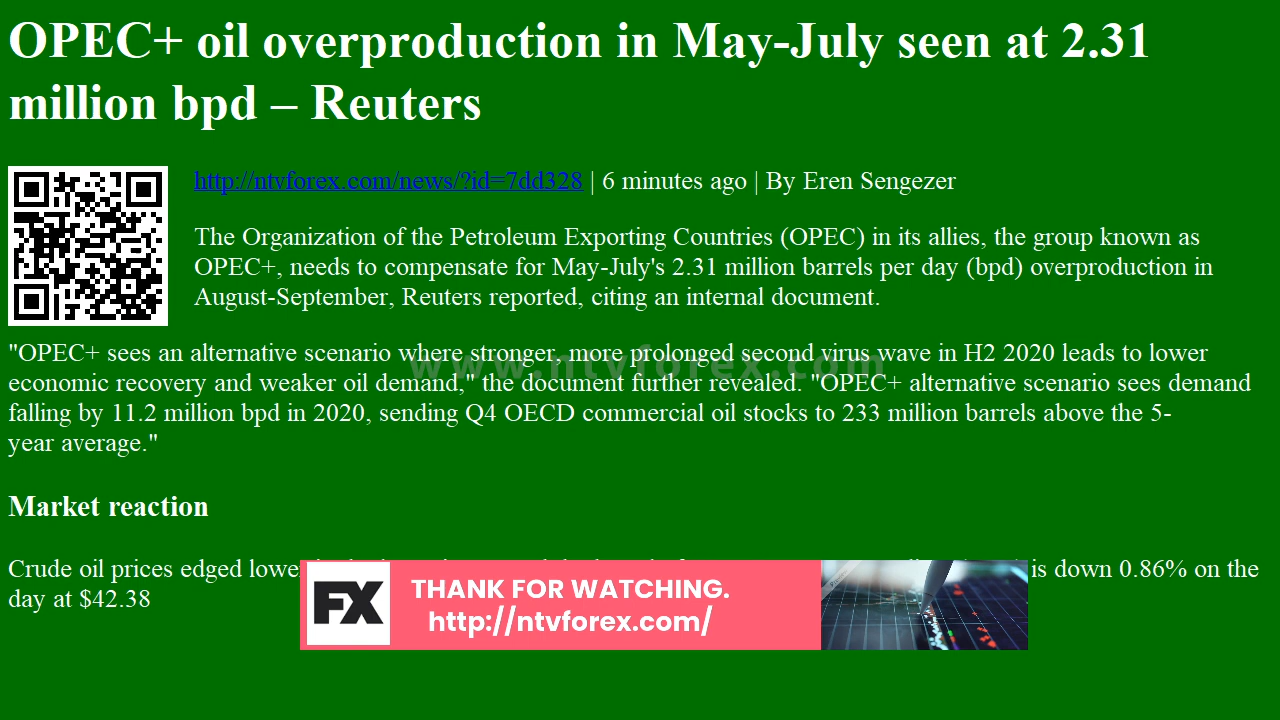 OPEC+ oil overproduction in May-July seen at 2.31
million bpd – Reuters
http://ntvforex.com/news/?id=7dd328 | 6 minutes ago | By Eren Sengezer
The Organization of the Petroleum Exporting Countries (OPEC) in its allies, the group known as
OPEC+, needs to compensate for May-July's 2.31 million barrels per day (bpd) overproduction in
August-September, Reuters reported, citing an internal document.
"OPEC+ sees an alternative scenario where stronger, more prolonged second virus wave in H2 2020 leads to lower
www.ntvforex.com
economic recovery and weaker oil demand," the document further revealed. "OPEC+ alternative scenario sees demand
falling by 11.2 million bpd in 2020, sending Q4 OECD commercial oil stocks to 233 million barrels above the 5-
year average."
Market reaction
Crude oil prices edged is down 0.86% on the
day at $42.38
FX
THANK FOR WATCHING.
http://ntvforex.com/